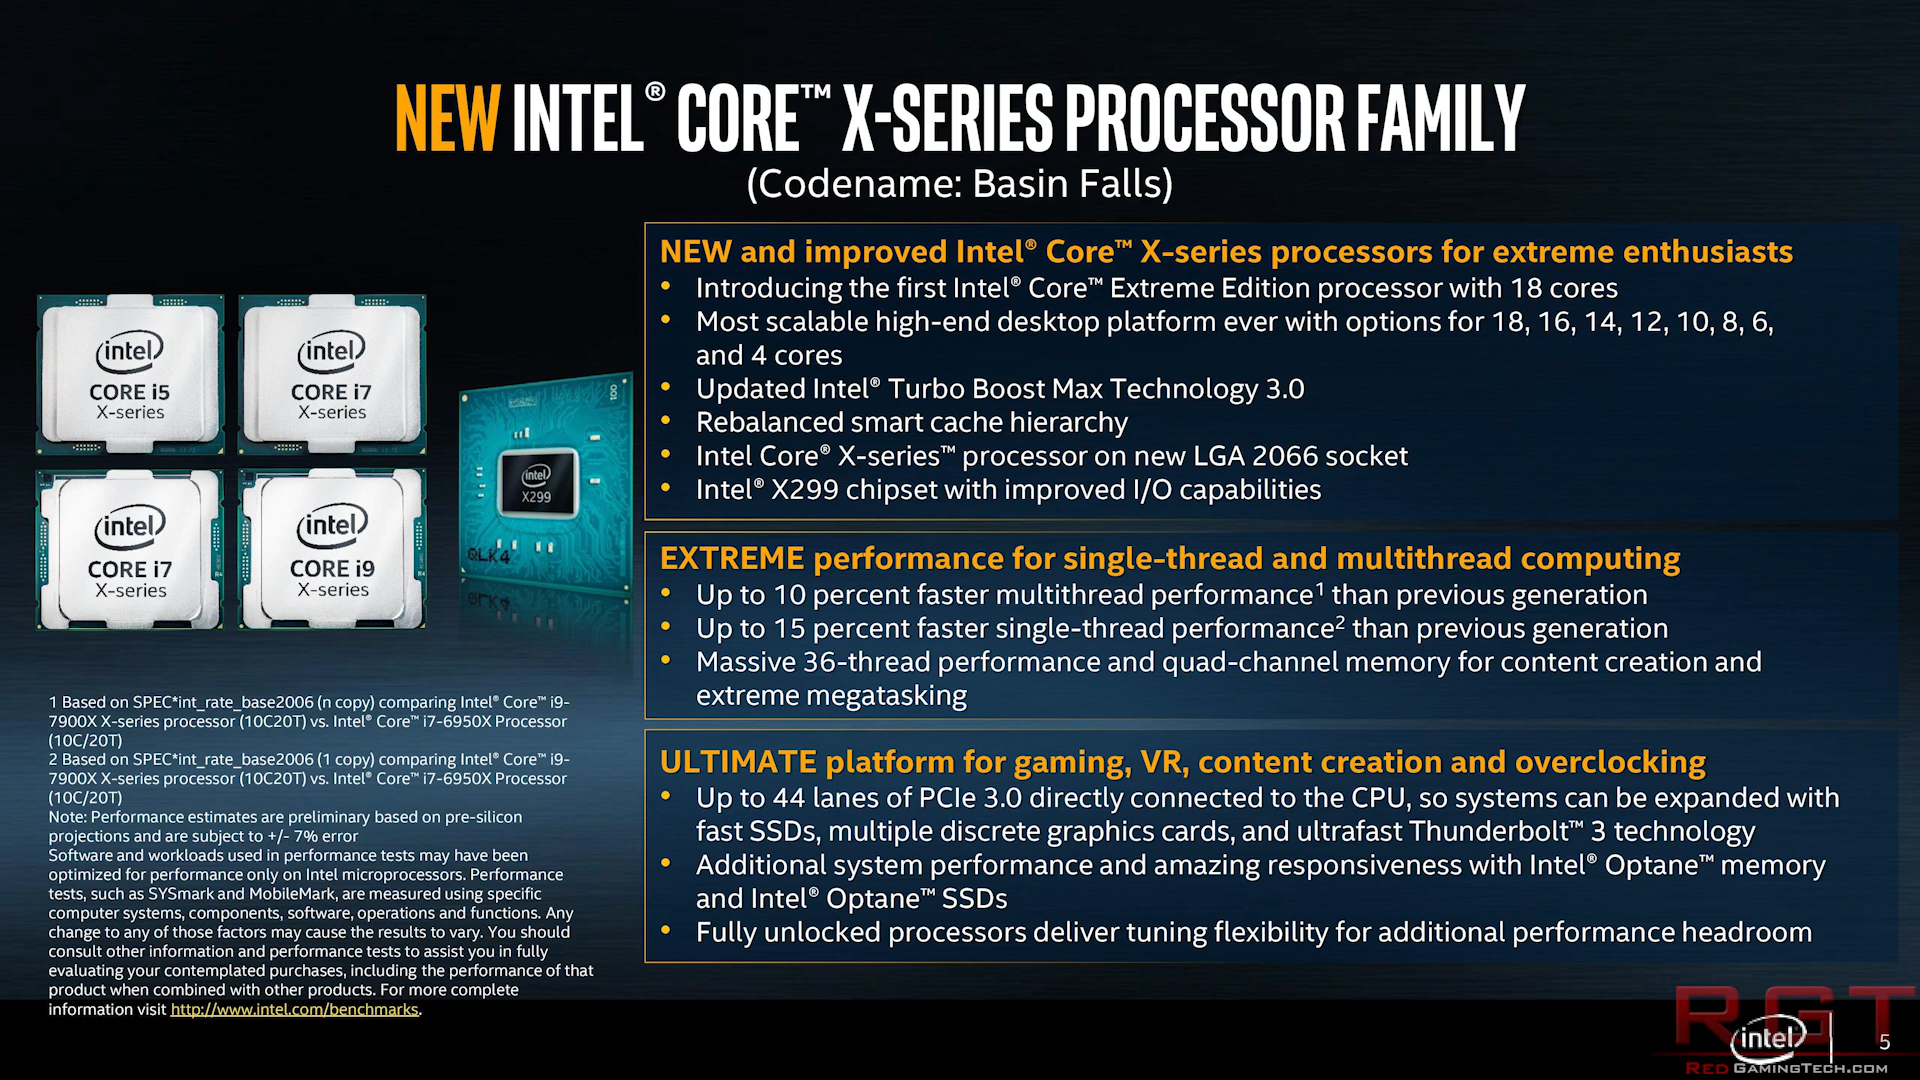 NEW INTEL® CORE™ X-SERIES PROCESSOR FAMILY
(Codename: Basin Falls)
intel
CORE i5
X-series
intel
CORE i7
X-series
intel
CORE i7
X-series
intel
CORE i9
X-series
intel
X299
QLK4
NEW and improved Intel® Core™ X-series processors for extreme enthusiasts
• Introducing the first Intel® Core™ Extreme Edition processor with 18 cores
• Most scalable high-end desktop platform ever with options for 18, 16, 14, 12, 10, 8, 6,
and 4 cores
• Updated Intel® Turbo Boost Max Technology 3.0
• Rebalanced smart cache hierarchy
• Intel Core® X-series™ processor on new LGA 2066 socket
• Intel® X299 chipset with improved I/O capabilities
EXTREME performance for single-thread and multithread computing
• Up to 10 percent faster multithread performance¹ than previous generation
• Up to 15 percent faster single-thread performance² than previous generation
• Massive 36-thread performance and quad-channel memory for content creation and
extreme megatasking
ULTIMATE platform for gaming, VR, content creation and overclocking
• Up to 44 lanes of PCIe 3.0 directly connected to the CPU, so systems can be expanded with
fast SSDs, multiple discrete graphics cards, and ultrafast Thunderbolt™ 3 technology
• Additional system performance and amazing responsiveness with Intel® Optane™ memory
and Intel® Optane™ SSDs
• Fully unlocked processors deliver tuning flexibility for additional performance headroom
1 Based on SPEC*int_rate_base2006 (n copy) comparing Intel® Core™ i9-
7900X X-series processor (10C20T) vs. Intel® Core™ i7-6950X Processor
(10C/20T)
2 Based on SPEC*int_rate_base2006 (1 copy) comparing Intel® Core™ i9-
7900X X-series processor (10C20T) vs. Intel® Core™ i7-6950X Processor
(10C/20T)
Note: Performance estimates are preliminary based on pre-silicon
projections and are subject to +/- 7% error
Software and workloads used in performance tests may have been
optimized for performance only on Intel microprocessors. Performance
tests, such as SYSmark and MobileMark, are measured using specific
computer systems, components, software, operations and functions. Any
change to any of those factors may cause the results to vary. You should
consult other information and performance tests to assist you in fully
evaluating your contemplated purchases, including the performance of that
product when combined with other products. For more complete
information visit http://www.intel.com/benchmarks.
RGT
intel
5
REDGAMINGTECH.COM